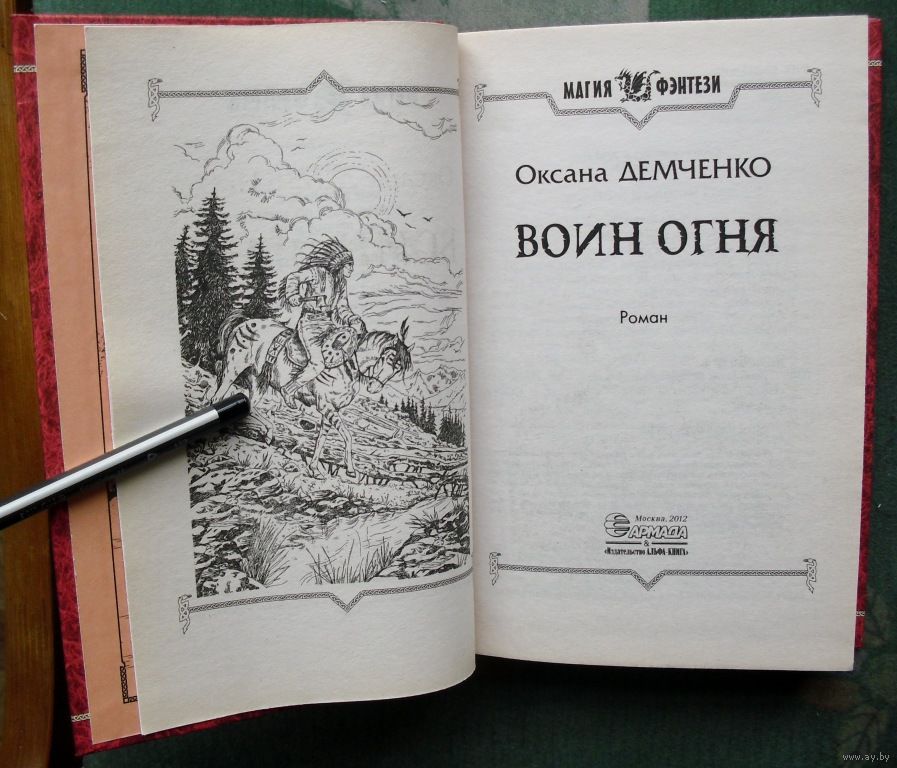 МАГИЯ ФЭНТЕЗИ
Оксана ДЕМЧЕНКО
ВОИН ОГНЯ
Роман
Москва, 2012
АРМАДА
&
«Издательство АЛЬФА-КНИГА»
www.ay.by